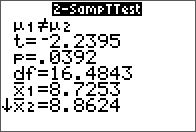 2-SampTTest
μ1≠μ2
t=-2.2395
p=.0392
df=16.4843
x̄1=8.7253
↓x̄2=8.8624